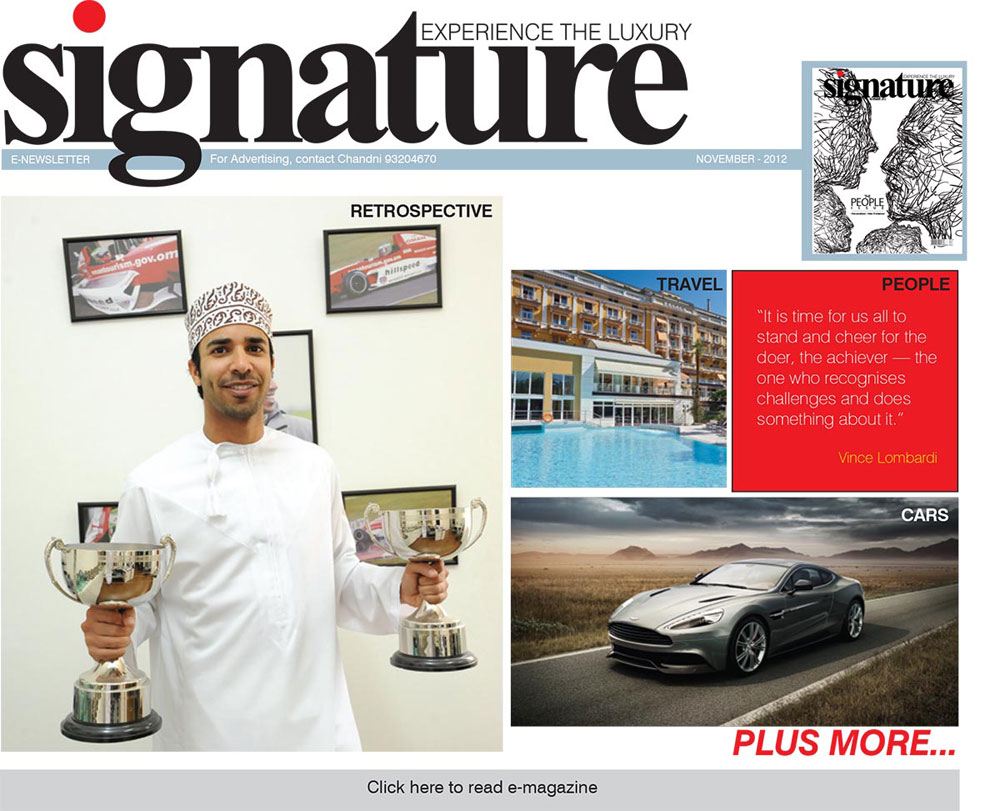 EXPERIENCE THE LUXURY
signature
E-NEWSLETTER
For Advertising, contact Chandni 93204670
NOVEMBER - 2012
EXPERIENCE THE LUXURY
signature
THE
PEOPLE
ISSUE
RETROSPECTIVE
omantourism.gov.om
hillspeed
TRAVEL
PEOPLE
“It is time for us all to
stand and cheer for the
doer, the achiever — the
one who recognises
challenges and does
something about it.”
Vince Lombardi
CARS
PLUS MORE...
Click here to read e-magazine